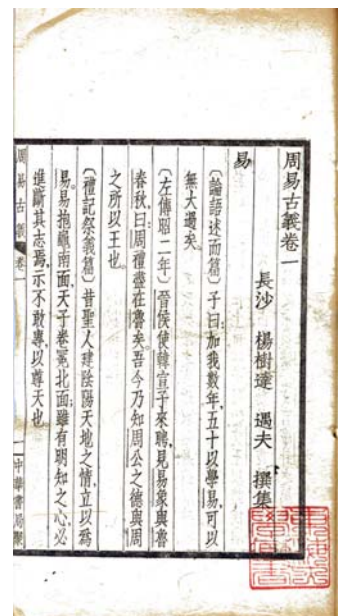 周易古義卷一
長沙 楊樹達 遇夫 撰集
易
〔論語述而篇〕子曰：加我數年，五十以學易，可以
無大過矣。
〔左傳昭二年〕晉侯使韓宣子來聘，見易象與魯
春秋，曰：周禮盡在魯矣。吾今乃知周公之德與周
之所以王也。
〔禮記祭義篇〕昔聖人建陰陽天地之情，立以爲
易。易抱龜南面，天子卷冕北面，雖有明知之心，必
進斷其志焉，示不敢專，以尊天也。
周易古義 卷一
一 中華書局聚